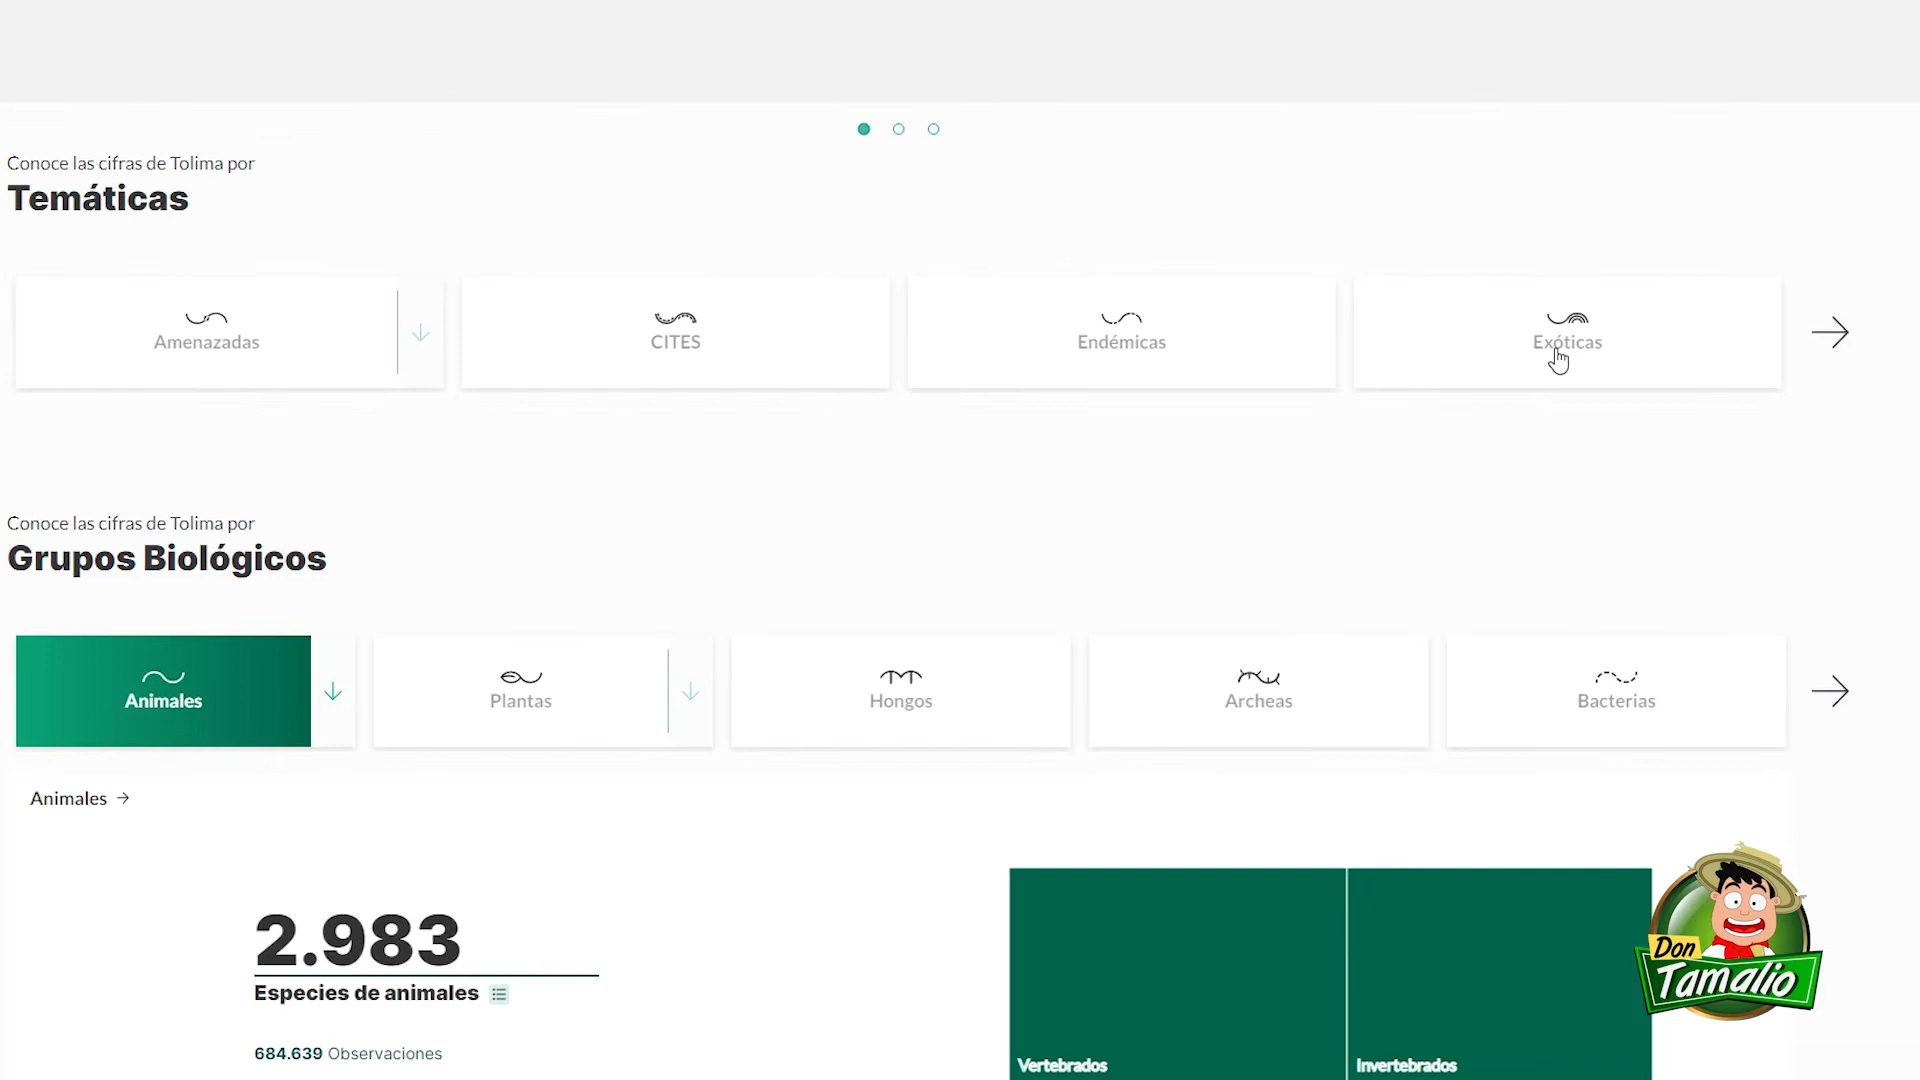 Conoce las cifras de Tolima por
Temáticas
Amenazadas
CITES
Endémicas
Exóticas
Conoce las cifras de Tolima por
Grupos Biológicos
Animales
Plantas
Hongos
Archeas
Bacterias
Animales
2.983
Especies de animales
684.639 Observaciones
Vertebrados
Invertebrados
Don
Tamalio